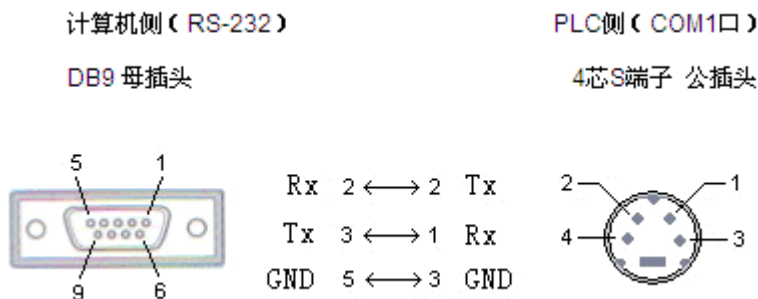 计算机侧（RS-232） PLC侧（COM1口）
DB9 母插头 4芯S端子 公插头
5 1
Rx 2 ⟷ 2 Tx 2 1
Tx 3 ⟷ 1 Rx 4 3
GND 5 ⟷ 3 GND
9 6